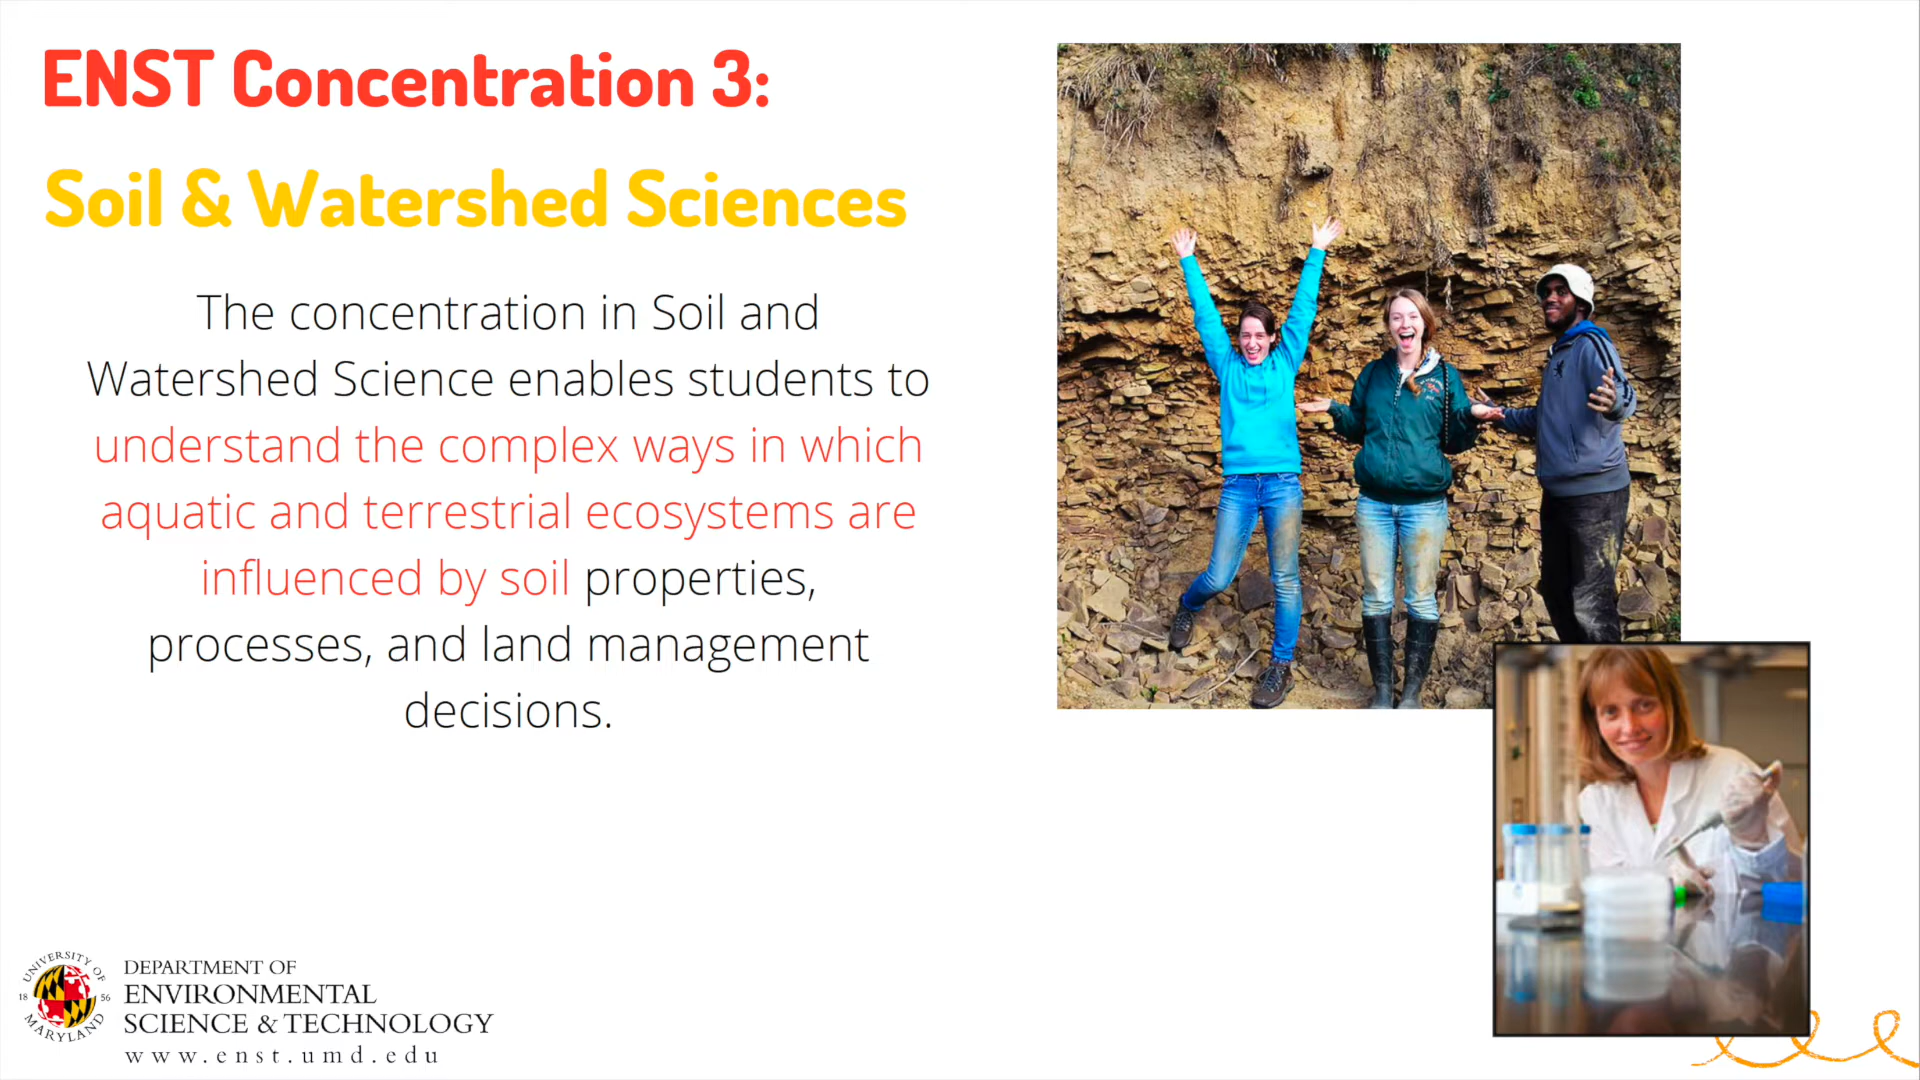 ENST Concentration 3:
Soil & Watershed Sciences
The concentration in Soil and
Watershed Science enables students to
understand the complex ways in which
aquatic and terrestrial ecosystems are
influenced by soil properties,
processes, and land management
decisions.
UNIVERSITY OF
18 56
MARYLAND
DEPARTMENT OF
ENVIRONMENTAL
SCIENCE & TECHNOLOGY
www.enst.umd.edu